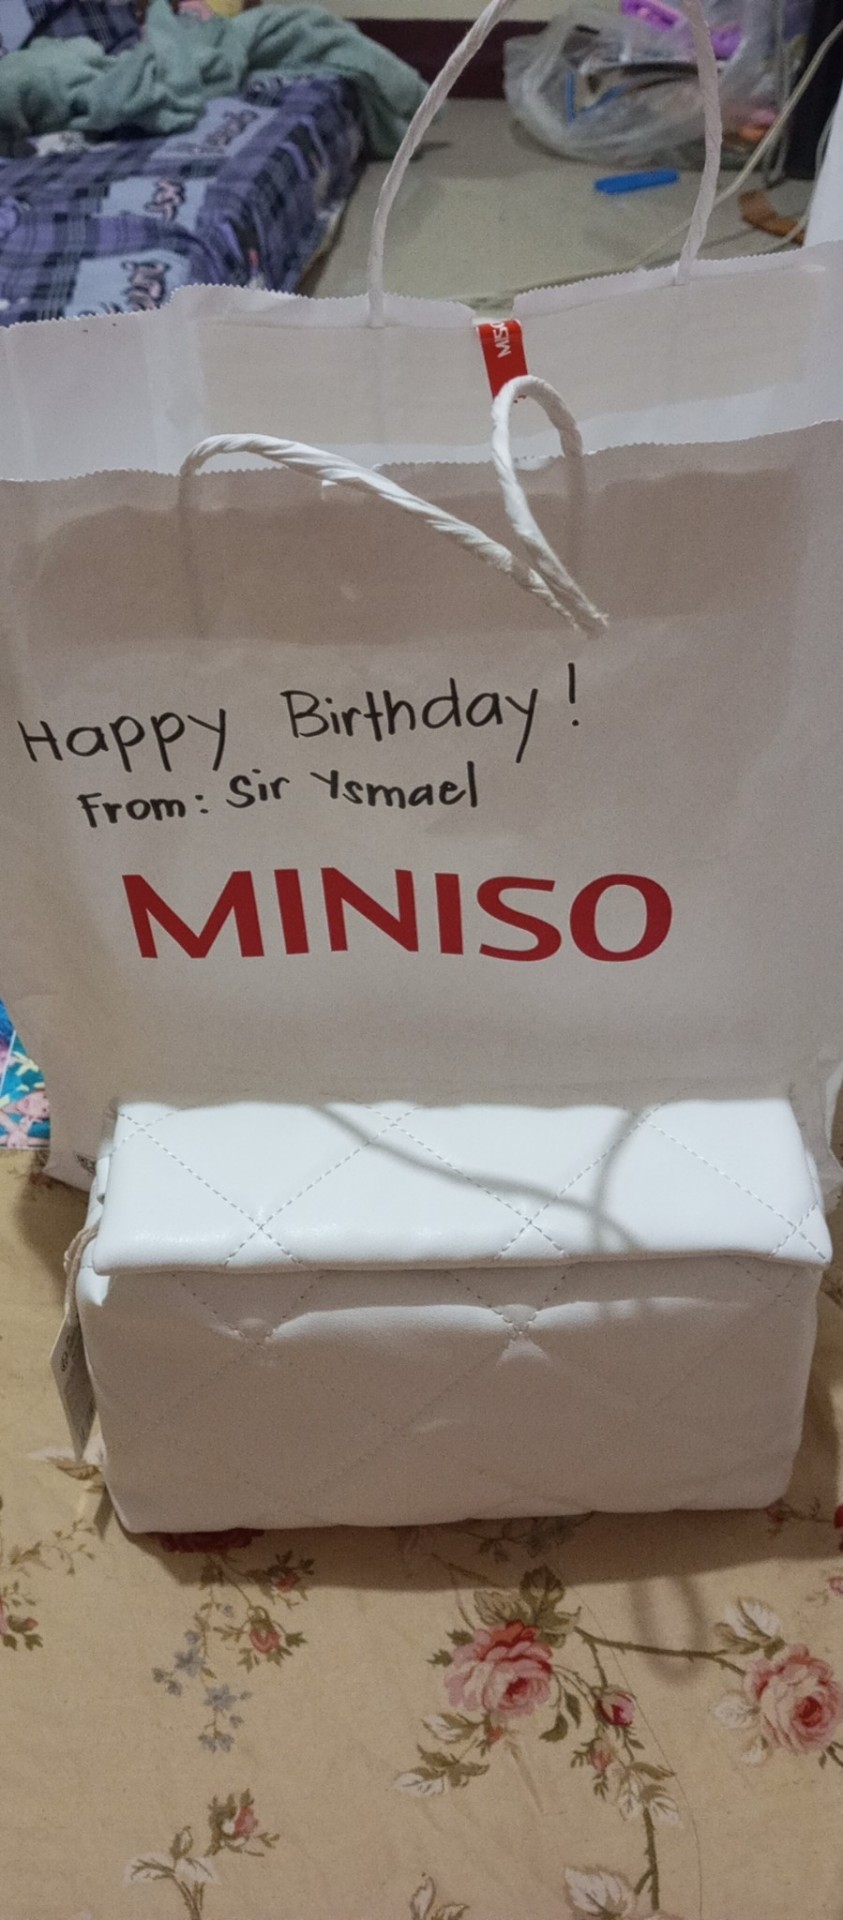 Happy Birthday!
From: Sir Ysmael
MINISO